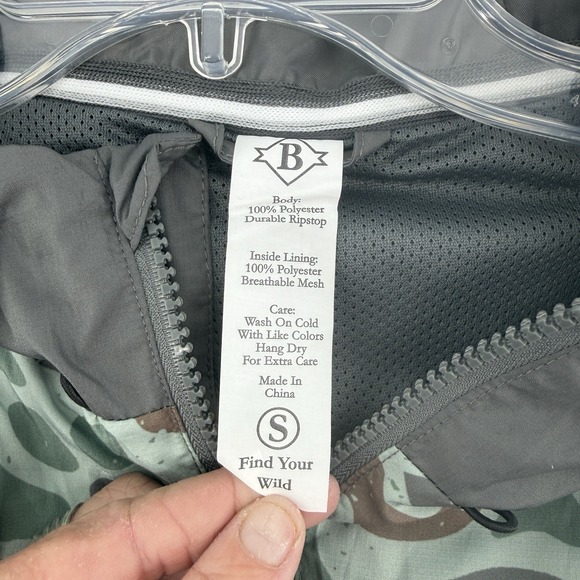 B
Body:
100% Polyester
Durable Ripstop
Inside Lining:
100% Polyester
Breathable Mesh
Care:
Wash On Cold
With Like Colors
Hang Dry
For Extra Care
Made In
China
S
Find Your
Wild